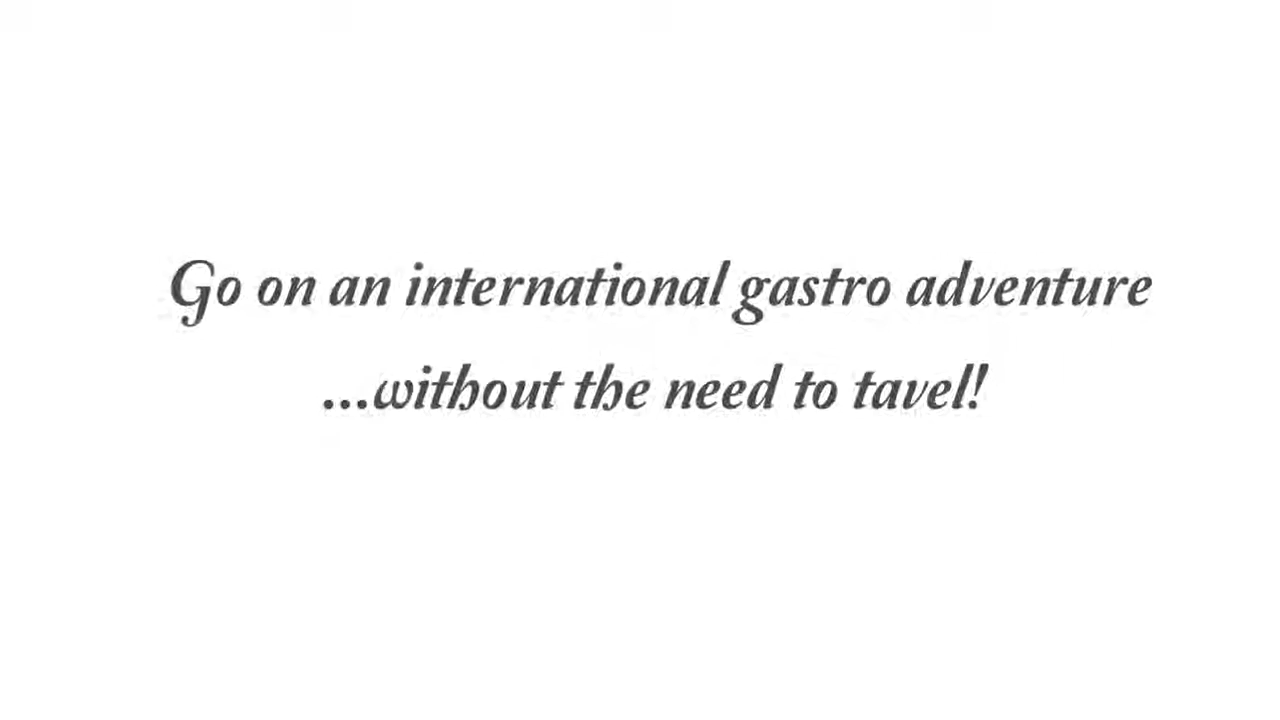 Go on an international gastro adventure
...without the need to tavel!